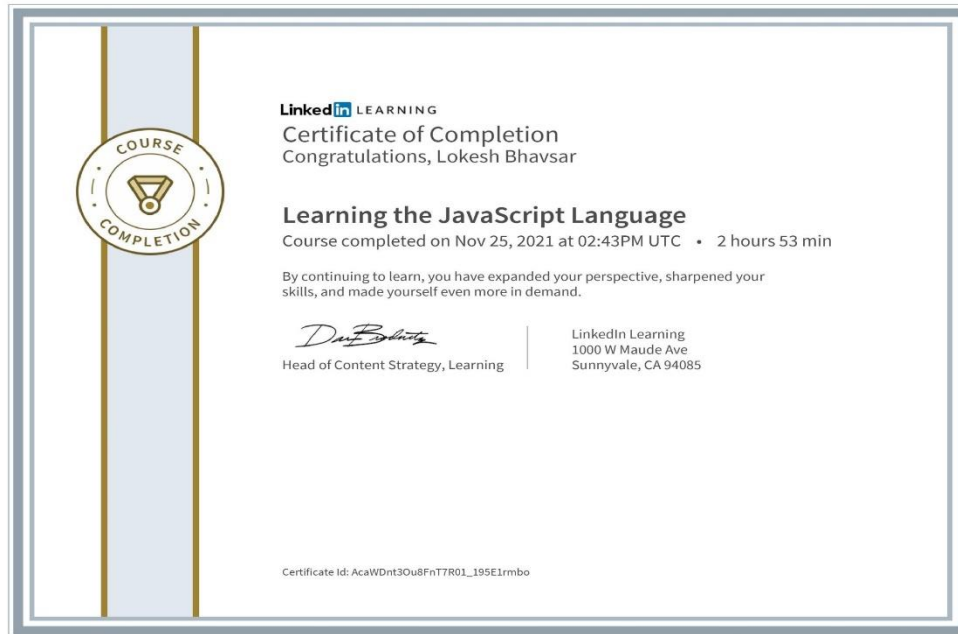 COURSE
COMPLETION
Linked in LEARNING
Certificate of Completion
Congratulations, Lokesh Bhavsar
Learning the JavaScript Language
Course completed on Nov 25, 2021 at 02:43PM UTC • 2 hours 53 min
By continuing to learn, you have expanded your perspective, sharpened your
skills, and made yourself even more in demand.
Head of Content Strategy, Learning
LinkedIn Learning
1000 W Maude Ave
Sunnyvale, CA 94085
Certificate Id: AcaWDnt3Ou8FnT7R01_195E1rmbo